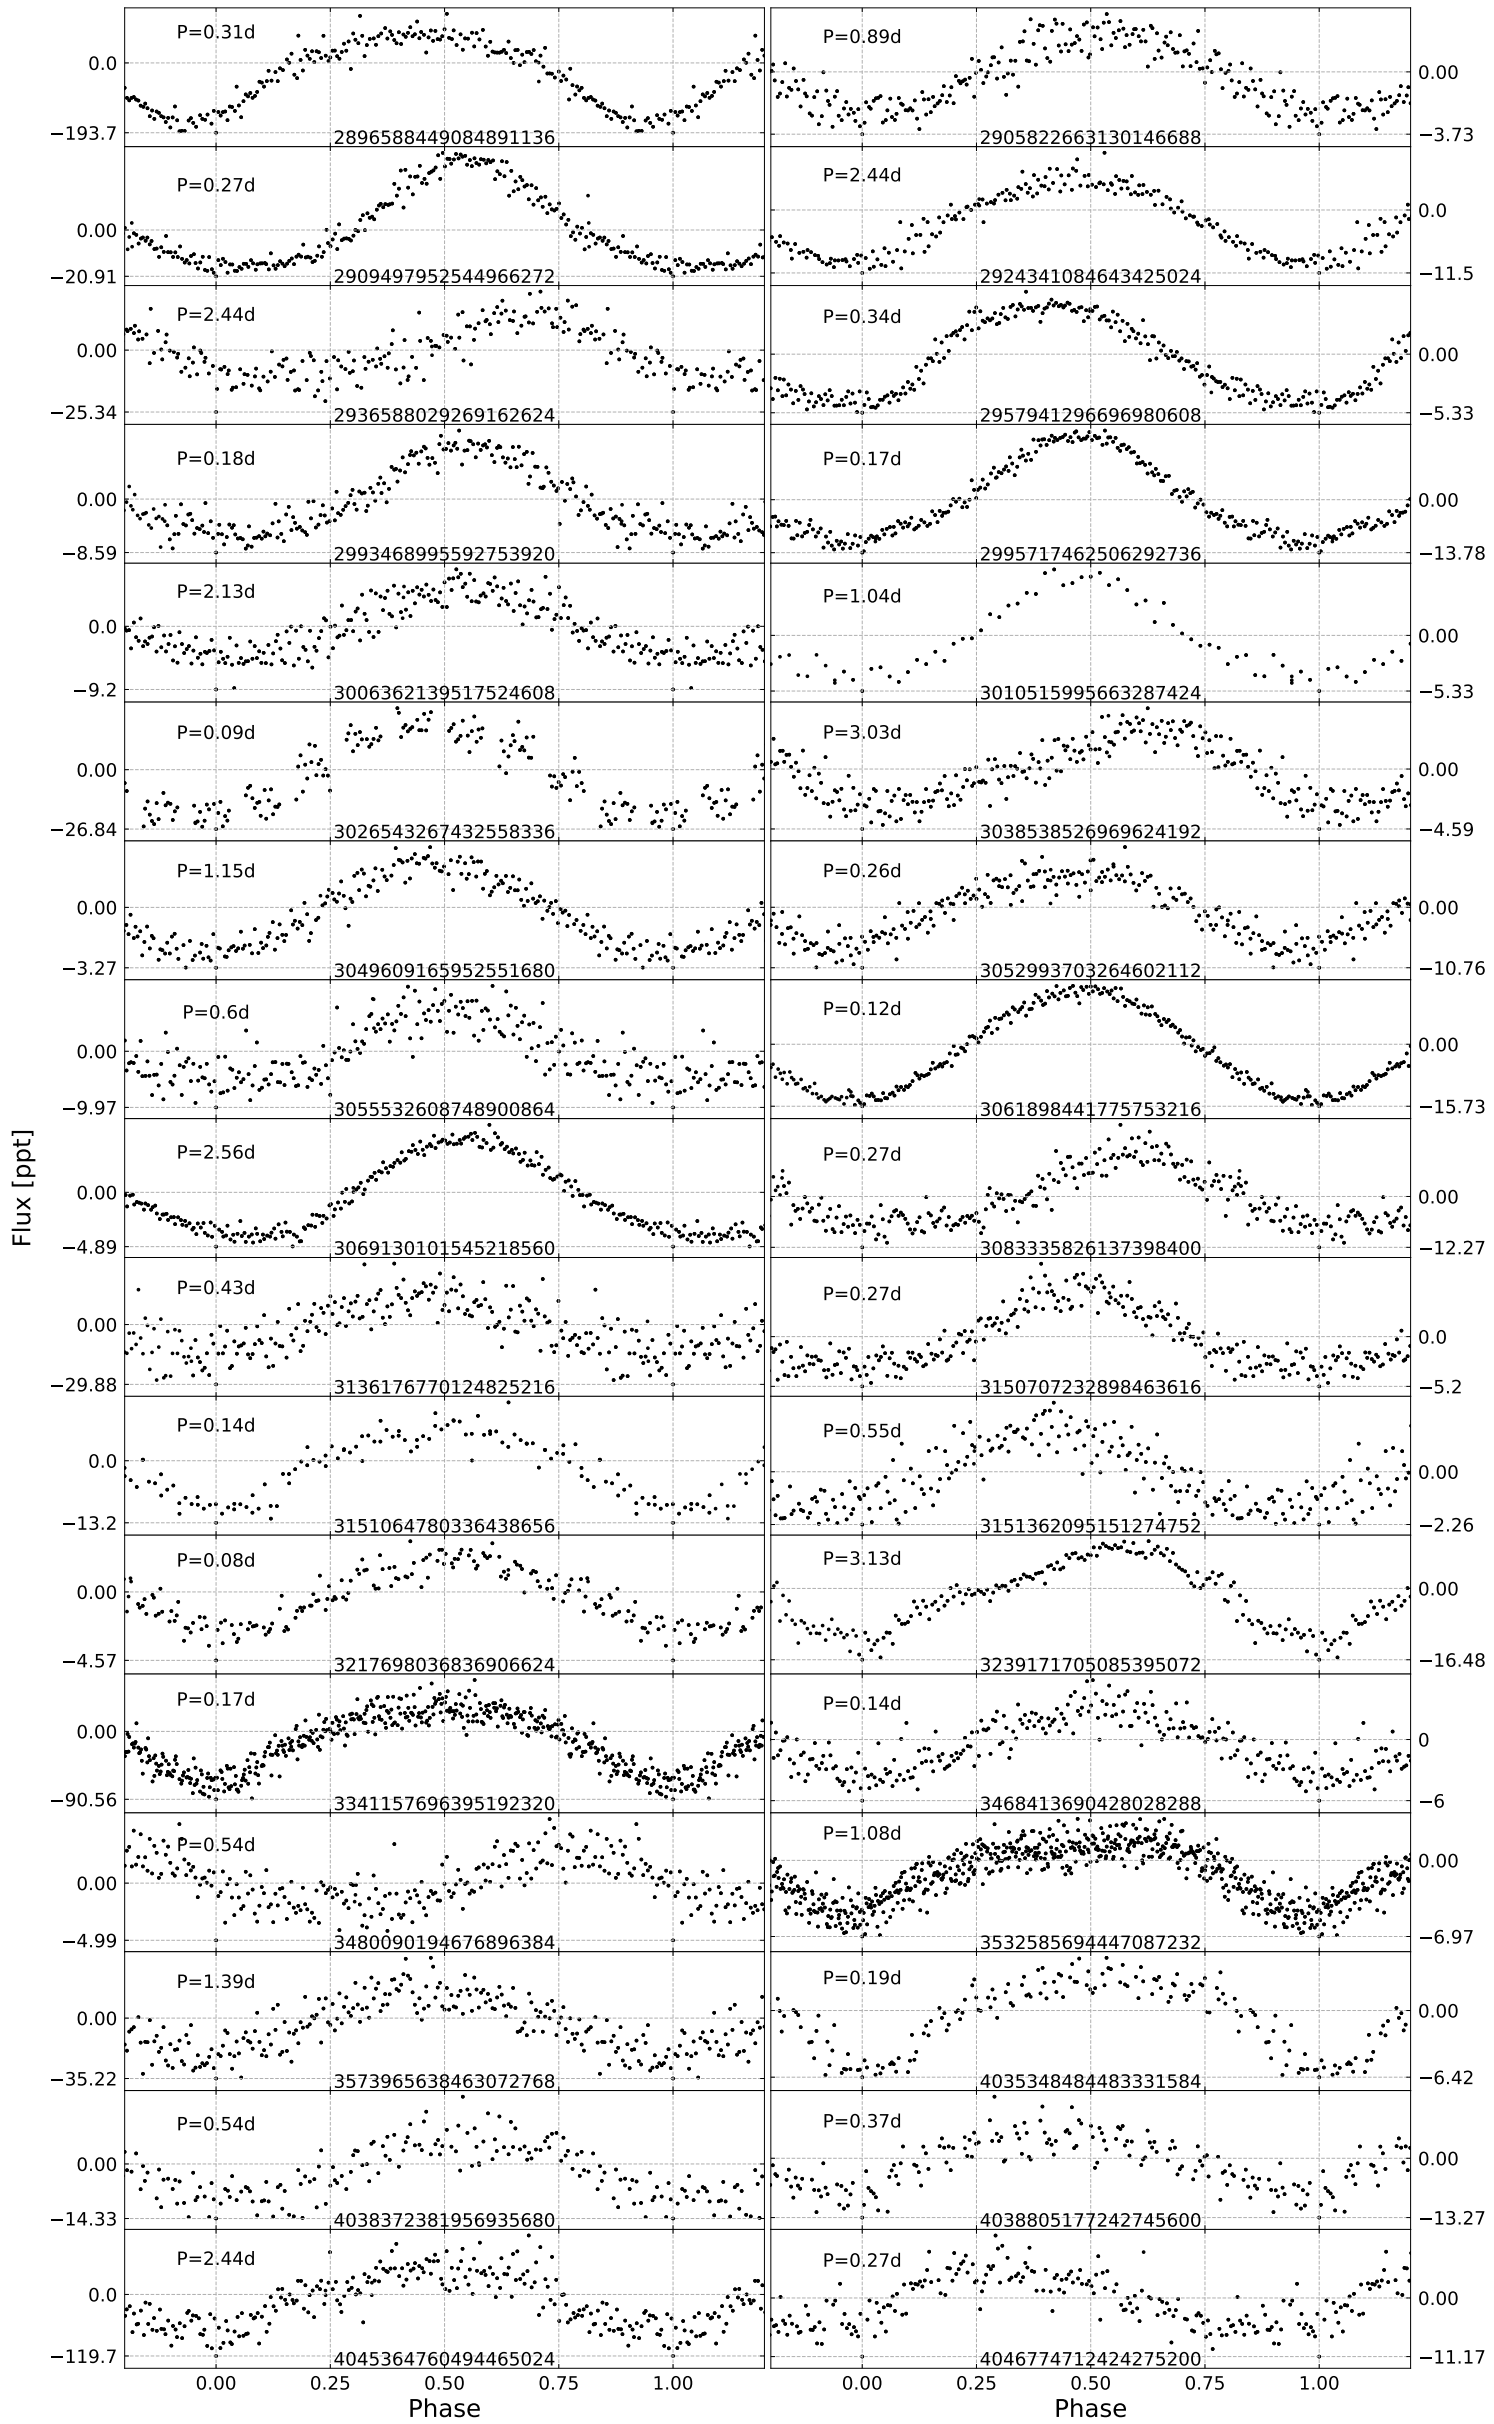 P=0.31d
0.0
−193.7
2896588449084891136
P=0.89d
0.00
−3.73
2905822663130146688
P=0.27d
0.00
−20.91
2909497952544966272
P=2.44d
0.0
−11.5
2924341084643425024
P=2.44d
0.00
−25.34
2936588029269162624
P=0.34d
0.00
−5.33
2957941296696980608
P=0.18d
0.00
−8.59
2993468995592753920
P=0.17d
0.00
−13.78
2995717462506292736
P=2.13d
0.0
−9.2
3006362139517524608
P=1.04d
0.00
−5.33
3010515995663287424
P=0.09d
0.00
−26.84
3026543267432558336
P=3.03d
0.00
−4.59
3038538526969624192
P=1.15d
0.00
−3.27
3049609165952551680
P=0.26d
0.00
−10.76
3052993703264602112
P=0.6d
0.00
−9.97
3055532608748900864
P=0.12d
0.00
−15.73
3061898441775753216
P=2.56d
0.00
−4.89
3069130101545218560
P=0.27d
0.00
−12.27
3083335826137398400
P=0.43d
0.00
−29.88
3136176770124825216
P=0.27d
0.0
−5.2
3150707232898463616
P=0.14d
0.0
−13.2
3151064780336438656
P=0.55d
0.00
−2.26
3151362095151274752
P=0.08d
0.00
−4.57
3217698036836906624
P=3.13d
0.00
−16.48
3239171705085395072
P=0.17d
0.00
−90.56
3341157696395192320
P=0.14d
0
−6
3468413690428028288
P=0.54d
0.00
−4.99
3480090194676896384
P=1.08d
0.00
−6.97
3532585694447087232
P=1.39d
0.00
−35.22
3573965638463072768
P=0.19d
0.00
−6.42
4035348484483331584
P=0.54d
0.00
−14.33
4038372381956935680
P=0.37d
0.00
−13.27
4038805177242745600
P=2.44d
0.0
−119.7
4045364760494465024
P=0.27d
0.00
−11.17
4046774712424275200
Flux [ppt]
0.00 0.25 0.50 0.75 1.00
0.00 0.25 0.50 0.75 1.00
Phase
Phase